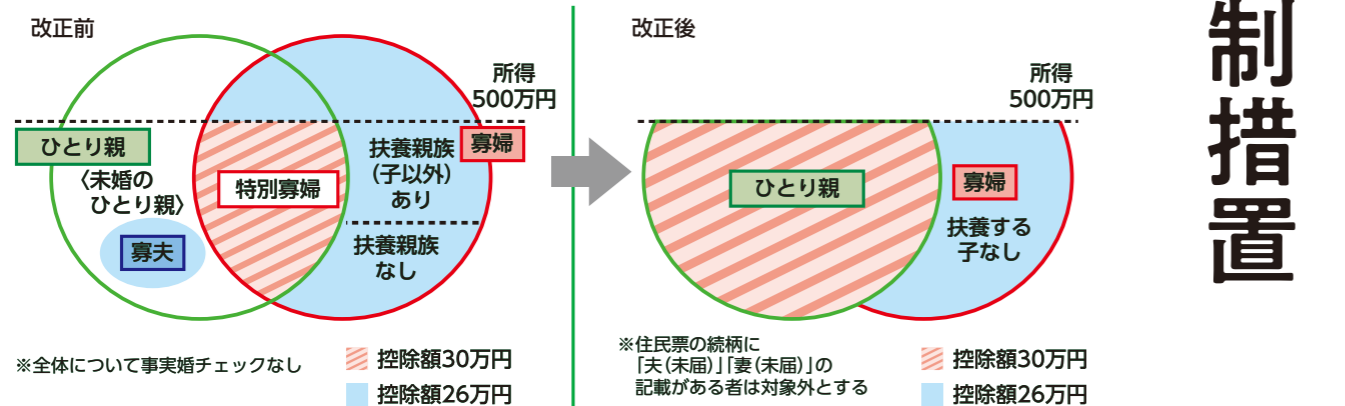 改正前
所得
500万円
ひとり親
〈未婚の
ひとり親〉
寡夫
特別寡婦
扶養親族
(子以外)
あり
寡婦
扶養親族
なし
※全体について事実婚チェックなし
控除額30万円
控除額26万円
改正後
所得
500万円
ひとり親
寡婦
扶養する
子なし
※住民票の続柄に
「夫(未届)」「妻(未届)」の
記載がある者は対象外とする
控除額30万円
控除額26万円
制措置